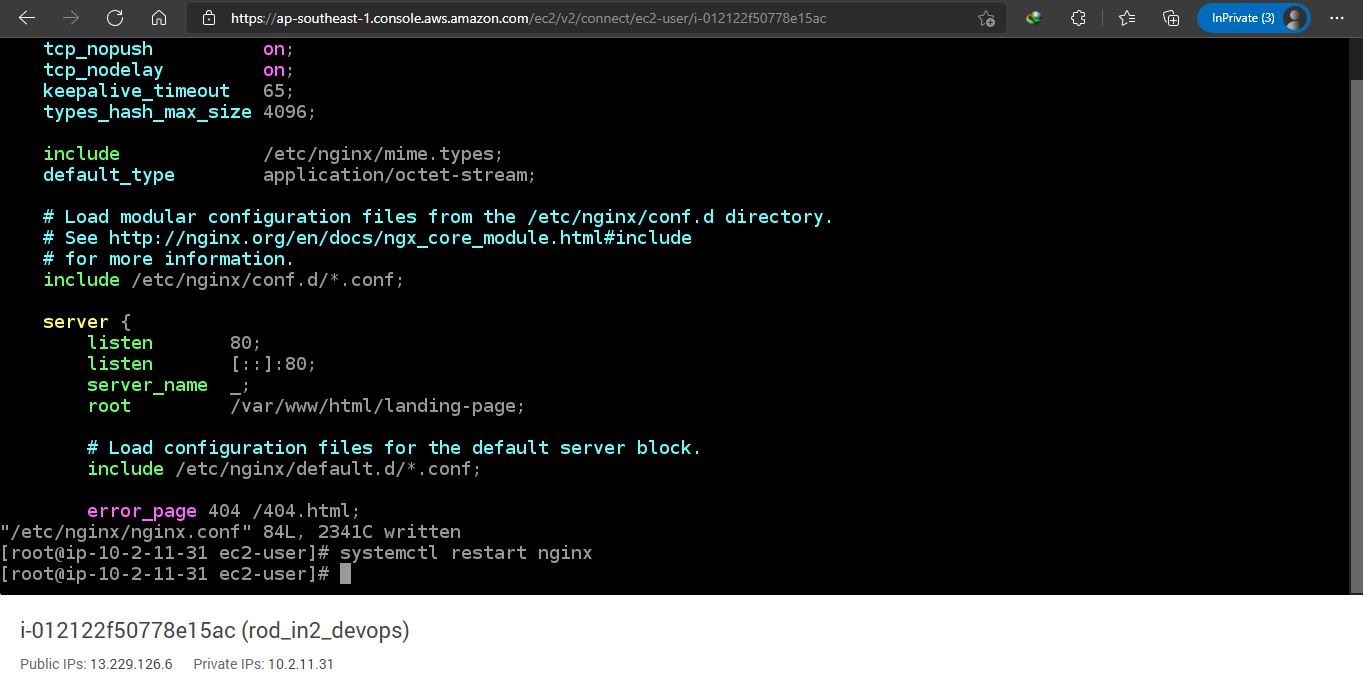 https://ap-southeast-1.console.aws.amazon.com/ec2/v2/connect/ec2-user/i-012122f50778e15ac
InPrivate (3)
tcp_nopush on;
tcp_nodelay on;
keepalive_timeout 65;
types_hash_max_size 4096;
include /etc/nginx/mime.types;
default_type application/octet-stream;
# Load modular configuration files from the /etc/nginx/conf.d directory.
# See http://nginx.org/en/docs/ngx_core_module.html#include
# for more information.
include /etc/nginx/conf.d/*.conf;
server {
listen 80;
listen [::]:80;
server_name _;
root /var/www/html/landing-page;
# Load configuration files for the default server block.
include /etc/nginx/default.d/*.conf;
error_page 404 /404.html;
"/etc/nginx/nginx.conf" 84L, 2341C written
[root@ip-10-2-11-31 ec2-user]# systemctl restart nginx
[root@ip-10-2-11-31 ec2-user]#
i-012122f50778e15ac (rod_in2_devops)
Public IPs: 13.229.126.6 Private IPs: 10.2.11.31